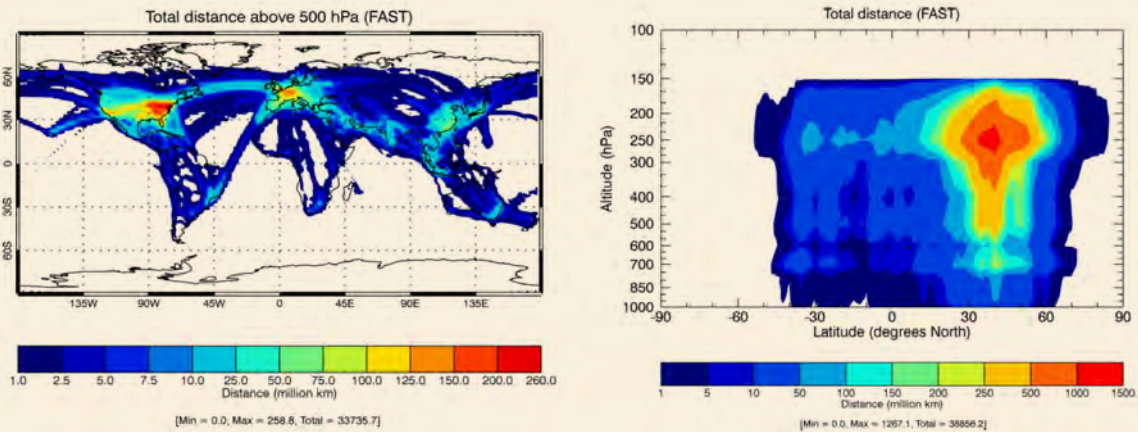 Total distance above 500 hPa (FAST)
60N
30N
0
30S
60S
135W 90W 45W 0 45E 90E 135E
1.0 2.5 5.0 7.5 10.0 25.0 50.0 75.0 100.0 125.0 150.0 200.0 260.0
Distance (million km)
[Min = 0.0, Max = 258.8, Total = 33735.7]
Total distance (FAST)
Altitude (hPa)
100
150
200
250
300
400
500
600
700
850
1000
-90 -60 -30 0 30 60 90
Latitude (degrees North)
1 5 10 50 100 150 200 250 500 1000 1500.
Distance (million km)
[Min = 0.0, Max = 1267.1, Total = 38856.2]